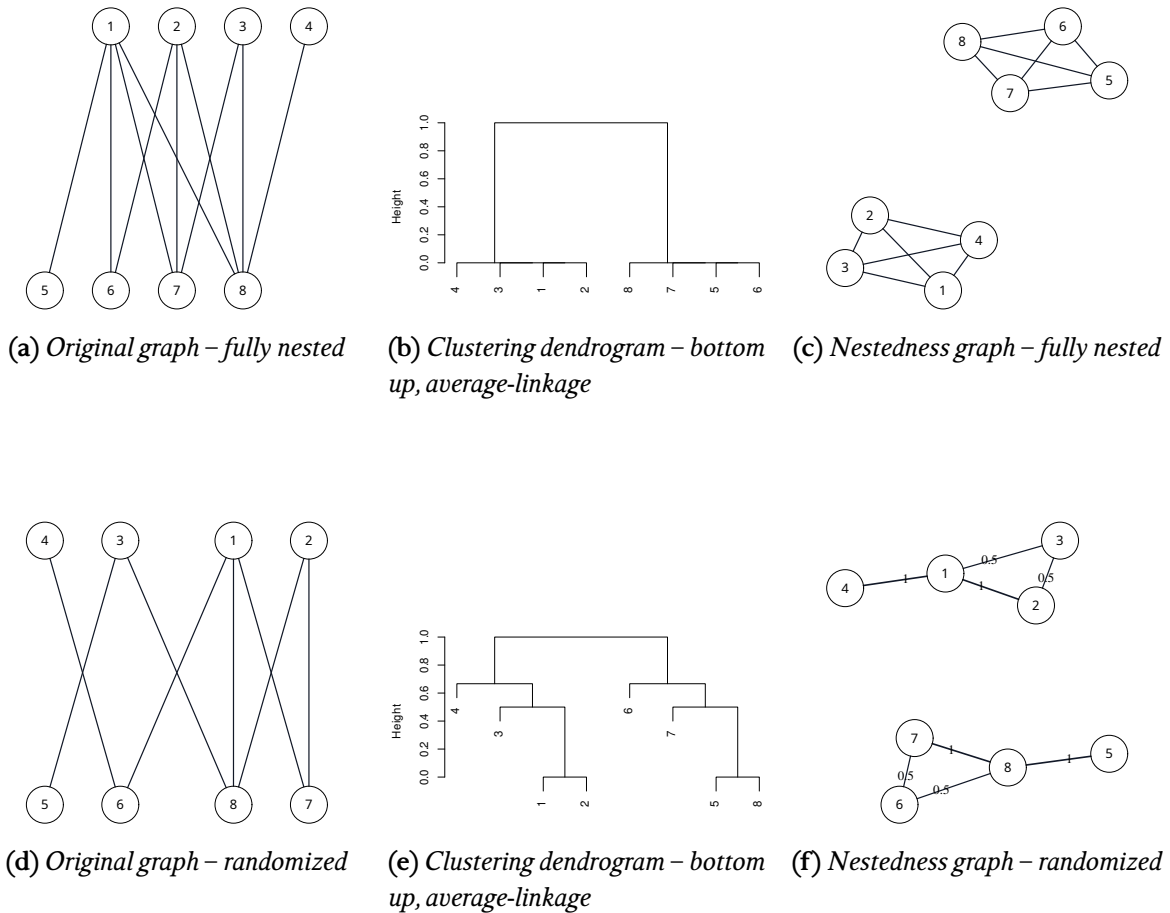 1 2 3 4
5 6 7 8
Height
0.0 0.2 0.4 0.6 0.8 1.0
4 3 1 2 8 7 5 6
8 6 7 5
2 4 3 1
(a) Original graph – fully nested
(b) Clustering dendrogram – bottom
up, average-linkage
(c) Nestedness graph – fully nested
4 3 1 2
5 6 8 7
Height
0.0 0.2 0.4 0.6 0.8 1.0
4 3 1 2 6 7 5 8
4 1 3 2
1 0.5 1 0.5
7 8 5 6
1 1 0.5 0.5
(d) Original graph – randomized
(e) Clustering dendrogram – bottom
up, average-linkage
(f) Nestedness graph – randomized